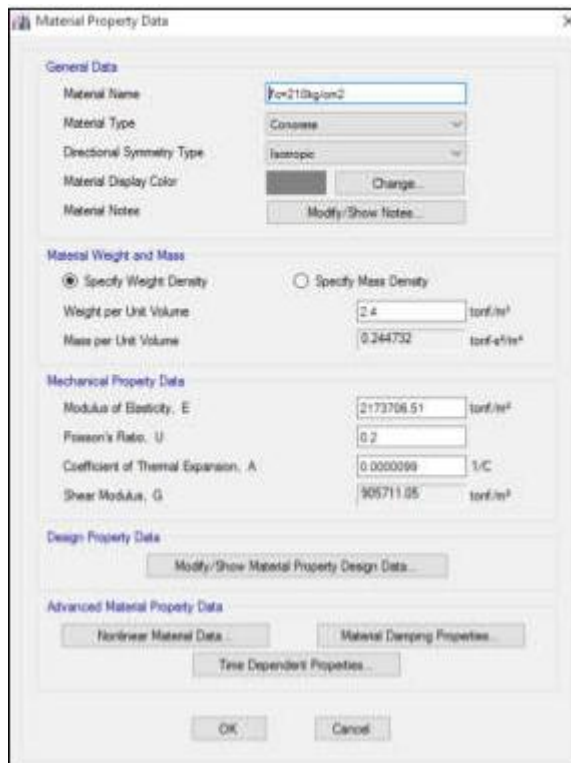 Material Property Data
General Data
Material Name f'c=210kg/cm2
Material Type Concrete
Directional Symmetry Type Isotropic
Material Display Color Change...
Material Notes Modify/Show Notes...
Material Weight and Mass
Specify Weight Density Specify Mass Density
Weight per Unit Volume 2.4 tonf/m³
Mass per Unit Volume 0.244732 tonf-s²/m⁴
Mechanical Property Data
Modulus of Elasticity, E 2173706.51 tonf/m²
Poisson's Ratio, U 0.2
Coefficient of Thermal Expansion, A 0.0000099 1/C
Shear Modulus, G 905711.05 tonf/m²
Design Property Data
Modify/Show Material Property Design Data...
Advanced Material Property Data
Nonlinear Material Data... Material Damping Properties...
Time Dependent Properties...
OK Cancel